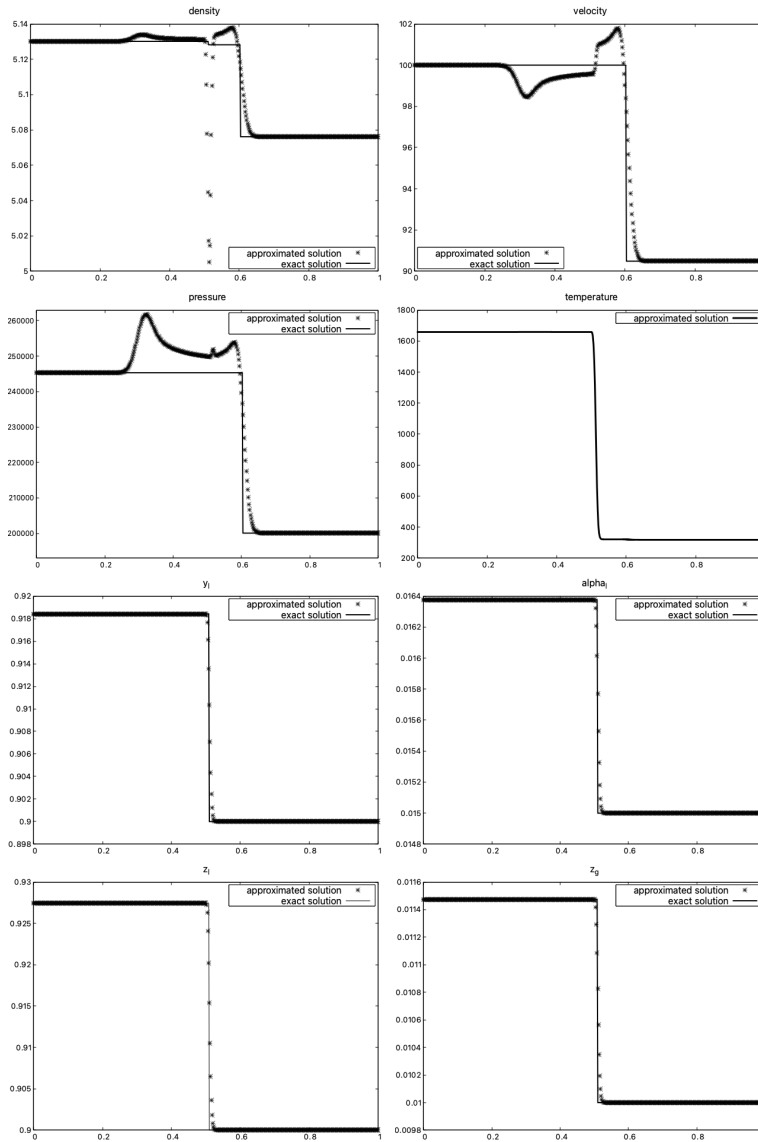 density
5.14
5.12
5.1
5.08
5.06
5.04
5.02
5
0 0.2 0.4 0.6 0.8 1
approximated solution
exact solution
velocity
102
100
98
96
94
92
90
0 0.2 0.4 0.6 0.8
approximated solution
exact solution
pressure
260000
250000
240000
230000
220000
210000
200000
0 0.2 0.4 0.6 0.8 1
approximated solution
exact solution
temperature
1800
1600
1400
1200
1000
800
600
400
200
0 0.2 0.4 0.6 0.8
approximated solution
yl
0.92
0.918
0.916
0.914
0.912
0.91
0.908
0.906
0.904
0.902
0.9
0.898
0 0.2 0.4 0.6 0.8 1
approximated solution
exact solution
alphal
0.0164
0.0162
0.016
0.0158
0.0156
0.0154
0.0152
0.015
0.0148
0 0.2 0.4 0.6 0.8
approximated solution
exact solution
zl
0.93
0.925
0.92
0.915
0.91
0.905
0.9
0 0.2 0.4 0.6 0.8 1
approximated solution
exact solution
zg
0.0116
0.0114
0.0112
0.011
0.0108
0.0106
0.0104
0.0102
0.01
0.0098
0 0.2 0.4 0.6 0.8
approximated solution
exact solution